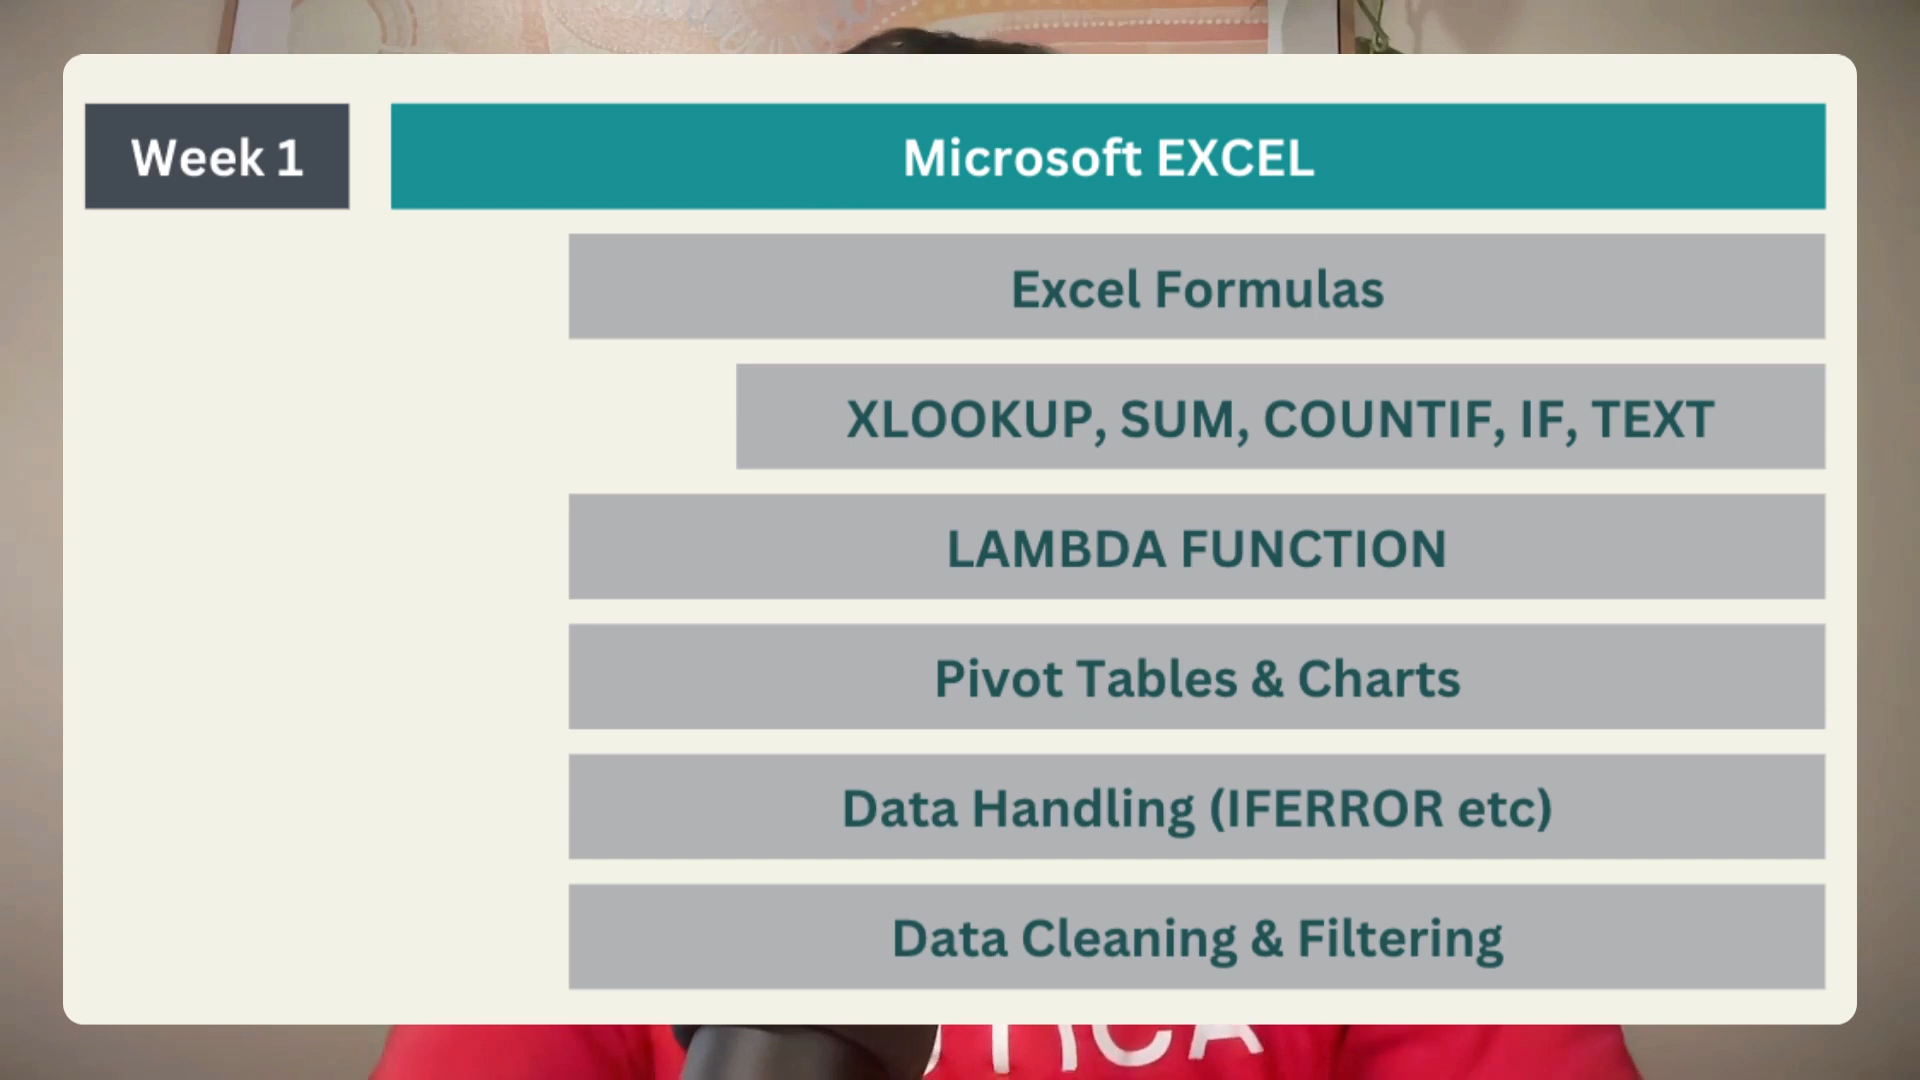 Week 1
Microsoft EXCEL
Excel Formulas
XLOOKUP, SUM, COUNTIF, IF, TEXT
LAMBDA FUNCTION
Pivot Tables & Charts
Data Handling (IFERROR etc)
Data Cleaning & Filtering